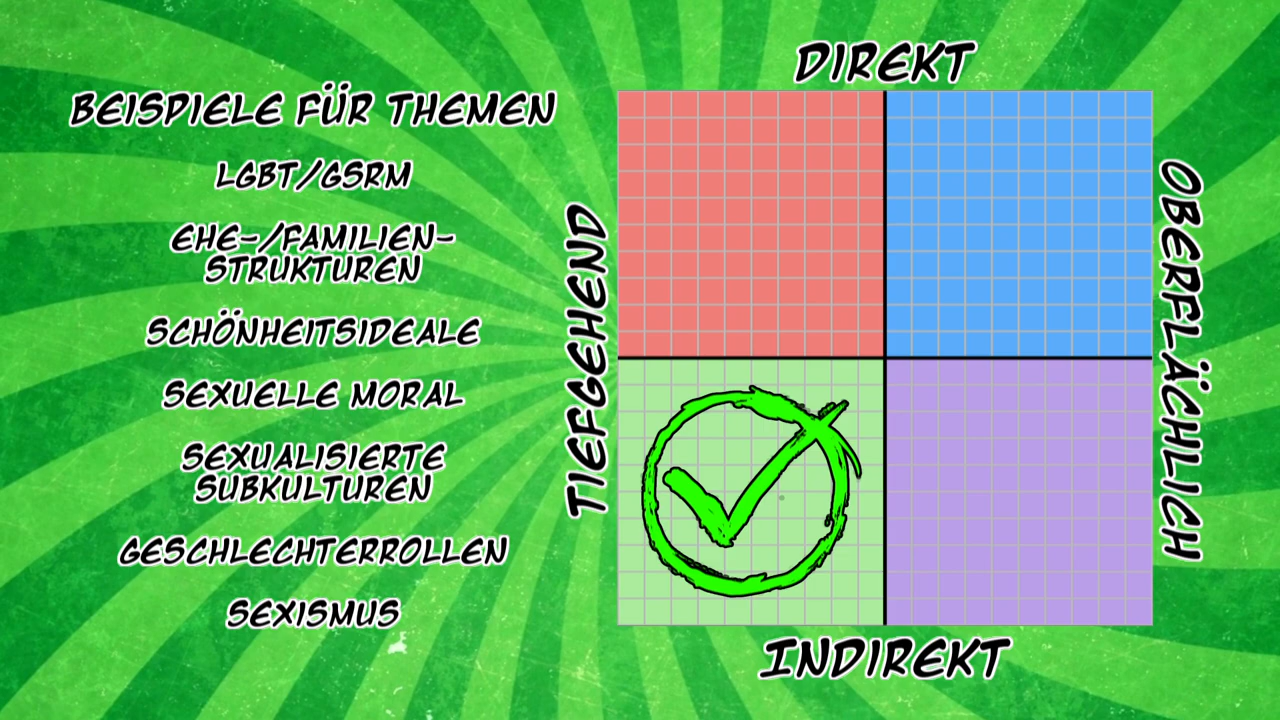 BEISPIELE FÜR THEMEN
LGBT/GSRM
EHE-/FAMILIEN-
STRUKTUREN
SCHÖNHEITSIDEALE
SEXUELLE MORAL
SEXUALISIERTE
SUBKULTUREN
GESCHLECHTERROLLEN
SEXISMUS
DIREKT
TIEFGEHEND
OBERFLÄCHLICH
INDIREKT